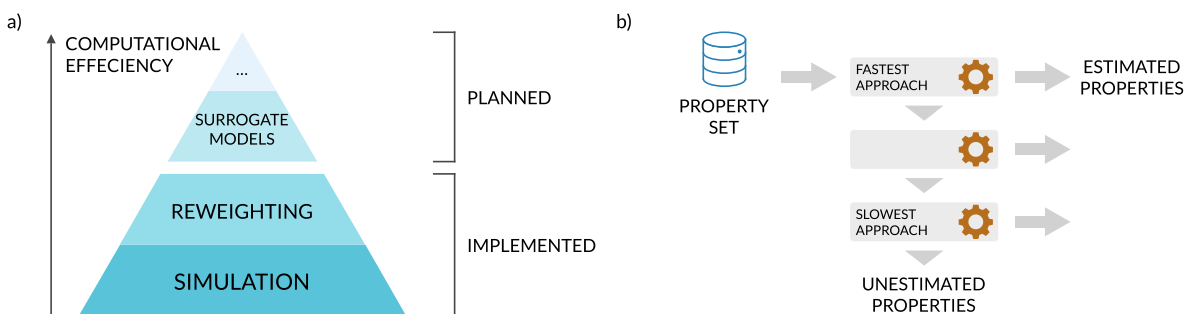 a)
COMPUTATIONAL
EFFECIENCY
...
SURROGATE
MODELS
PLANNED
REWEIGHTING
IMPLEMENTED
SIMULATION
b)
PROPERTY
SET
FASTEST
APPROACH
ESTIMATED
PROPERTIES
SLOWEST
APPROACH
UNESTIMATED
PROPERTIES